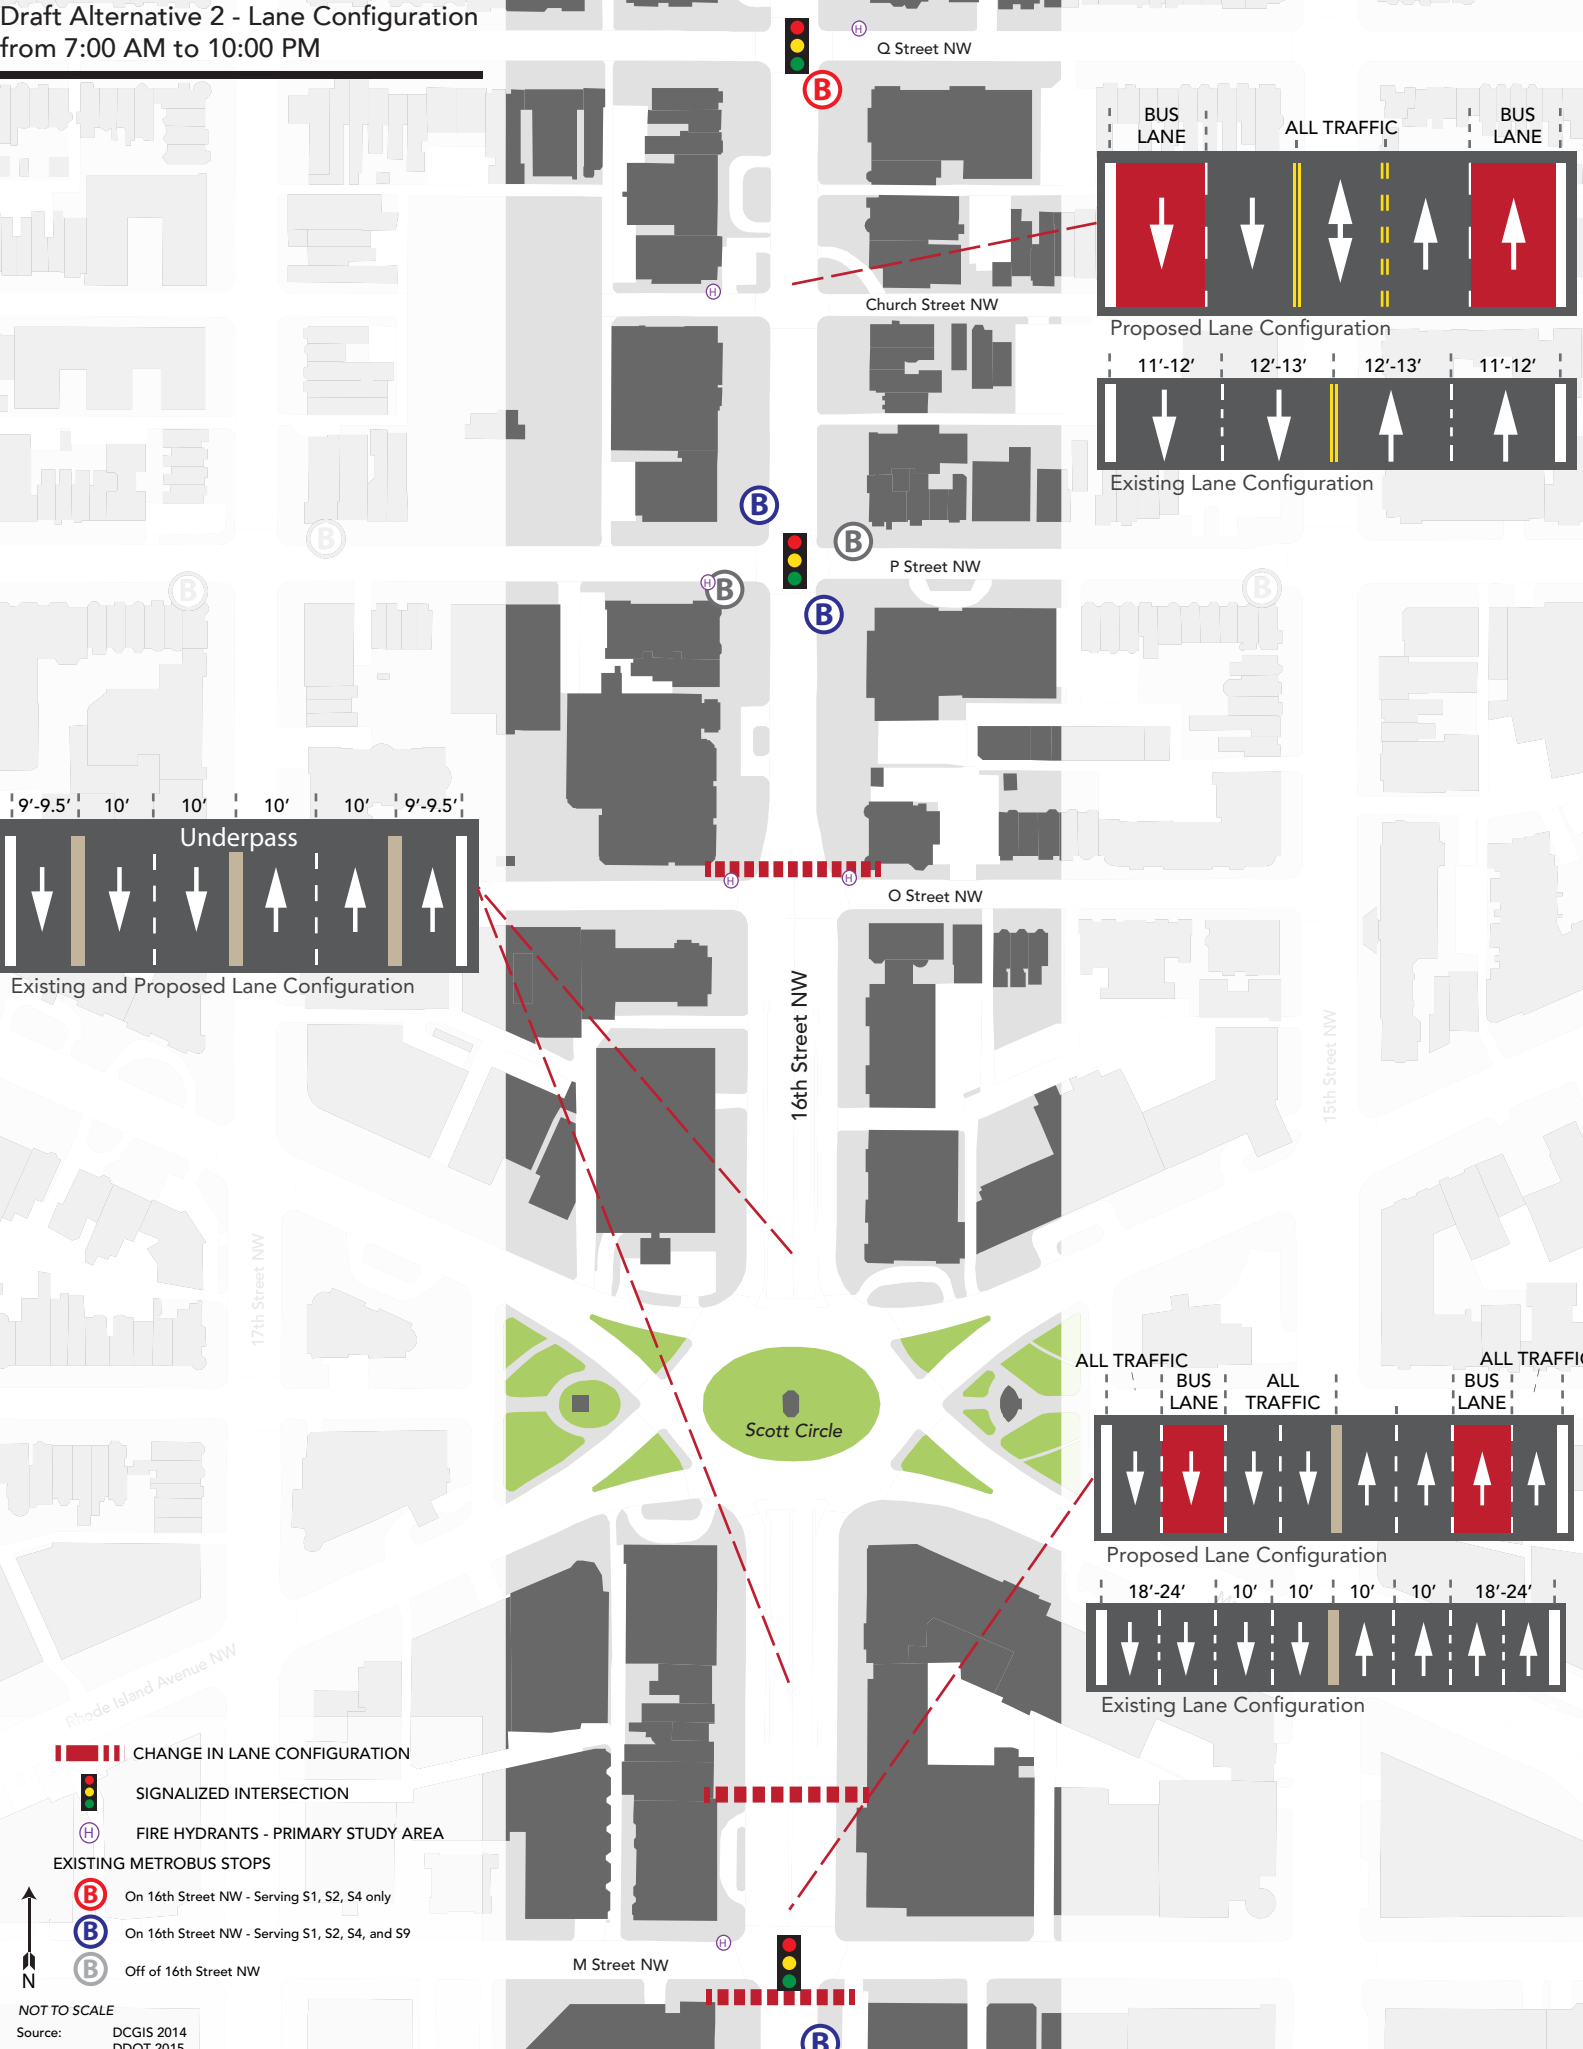 Draft Alternative 2 - Lane Configuration
from 7:00 AM to 10:00 PM
H
Q Street NW
B
BUS
LANE
ALL TRAFFIC
BUS
LANE
Proposed Lane Configuration
H
Church Street NW
11’-12’ 12’-13’ 12’-13’ 11’-12’
Existing Lane Configuration
B
B
B
P Street NW
H
B
B
B
B
9’-9.5’ 10’ 10’ 10’ 10’ 9’-9.5’
Underpass
Existing and Proposed Lane Configuration
H
H
O Street NW
16th Street NW
15th Street NW
17th Street NW
Scott Circle
ALL TRAFFIC
BUS
LANE
ALL
TRAFFIC
BUS
LANE
ALL TRAFFIC
Proposed Lane Configuration
18’-24’ 10’ 10’ 10’ 10’ 18’-24’
Existing Lane Configuration
Rhode Island Avenue NW
CHANGE IN LANE CONFIGURATION
SIGNALIZED INTERSECTION
H FIRE HYDRANTS - PRIMARY STUDY AREA
EXISTING METROBUS STOPS
B On 16th Street NW - Serving S1, S2, S4 only
B On 16th Street NW - Serving S1, S2, S4, and S9
B Off of 16th Street NW
N
H
M Street NW
B
NOT TO SCALE
Source: DCGIS 2014
DDOT 2015